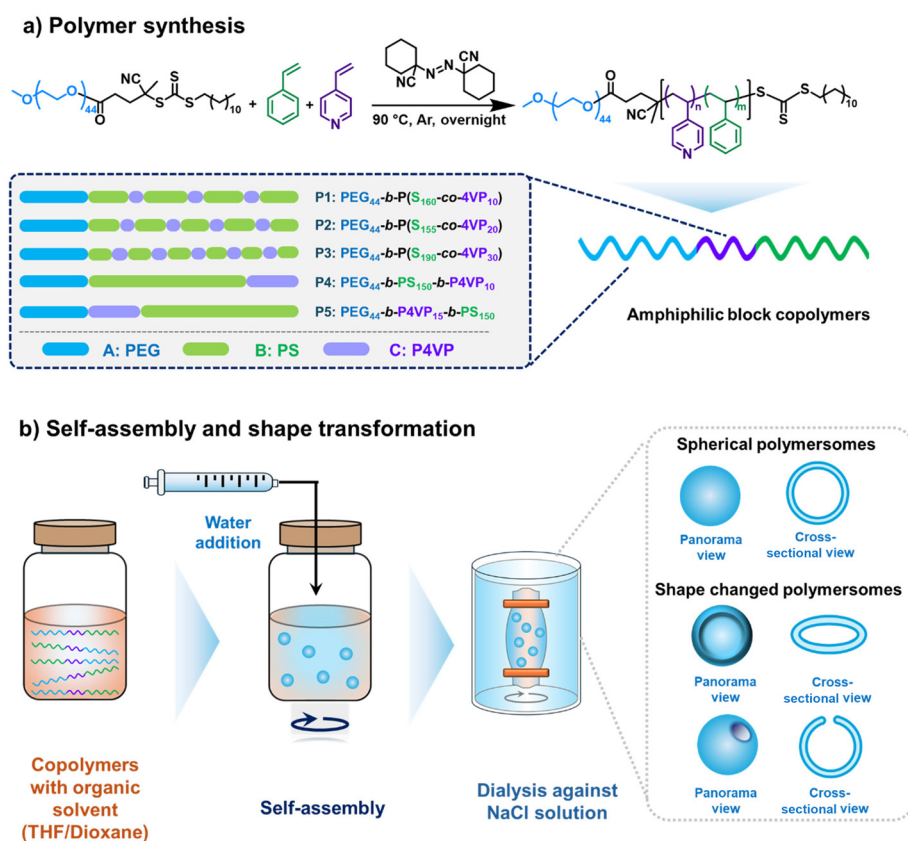 a) Polymer synthesis
O
44
O
O
NC
S
S
S
10
+
+
N
NC
N=N
CN
90 °C, Ar, overnight
O
44
O
O
NC
n
m
N
S
S
S
10
P1: PEG44-b-P(S160-co-4VP10)
P2: PEG44-b-P(S155-co-4VP20)
P3: PEG44-b-P(S190-co-4VP30)
P4: PEG44-b-PS150-b-P4VP10
P5: PEG44-b-P4VP15-b-PS150
A: PEG
B: PS
C: P4VP
Amphiphilic block copolymers
b) Self-assembly and shape transformation
Water
addition
Copolymers
with organic
solvent
(THF/Dioxane)
Self-assembly
Dialysis against
NaCl solution
Spherical polymersomes
Panorama
view
Cross-
sectional view
Shape changed polymersomes
Panorama
view
Cross-
sectional view
Panorama
view
Cross-
sectional view